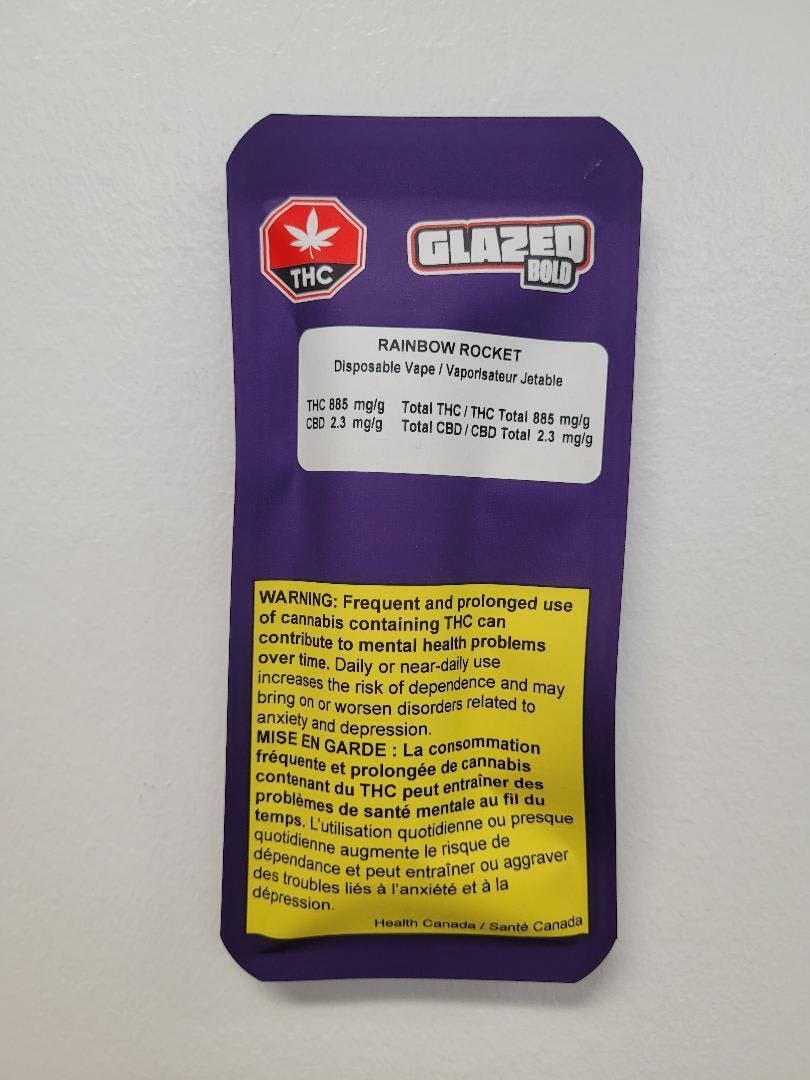 THC
GLAZED
BOLD
RAINBOW ROCKET
Disposable Vape / Vaporisateur Jetable
THC 885 mg/g Total THC / THC Total 885 mg/g
CBD 2.3 mg/g Total CBD / CBD Total 2.3 mg/g
WARNING: Frequent and prolonged use
of cannabis containing THC can
contribute to mental health problems
over time. Daily or near-daily use
increases the risk of dependence and may
bring on or worsen disorders related to
anxiety and depression.
MISE EN GARDE : La consommation
fréquente et prolongée de cannabis
contenant du THC peut entraîner des
problèmes de santé mentale au fil du
temps. L'utilisation quotidienne ou presque
quotidienne augmente le risque de
dépendance et peut entraîner ou aggraver
des troubles liés à l'anxiété et à la
dépression.
Health Canada / Santé Canada